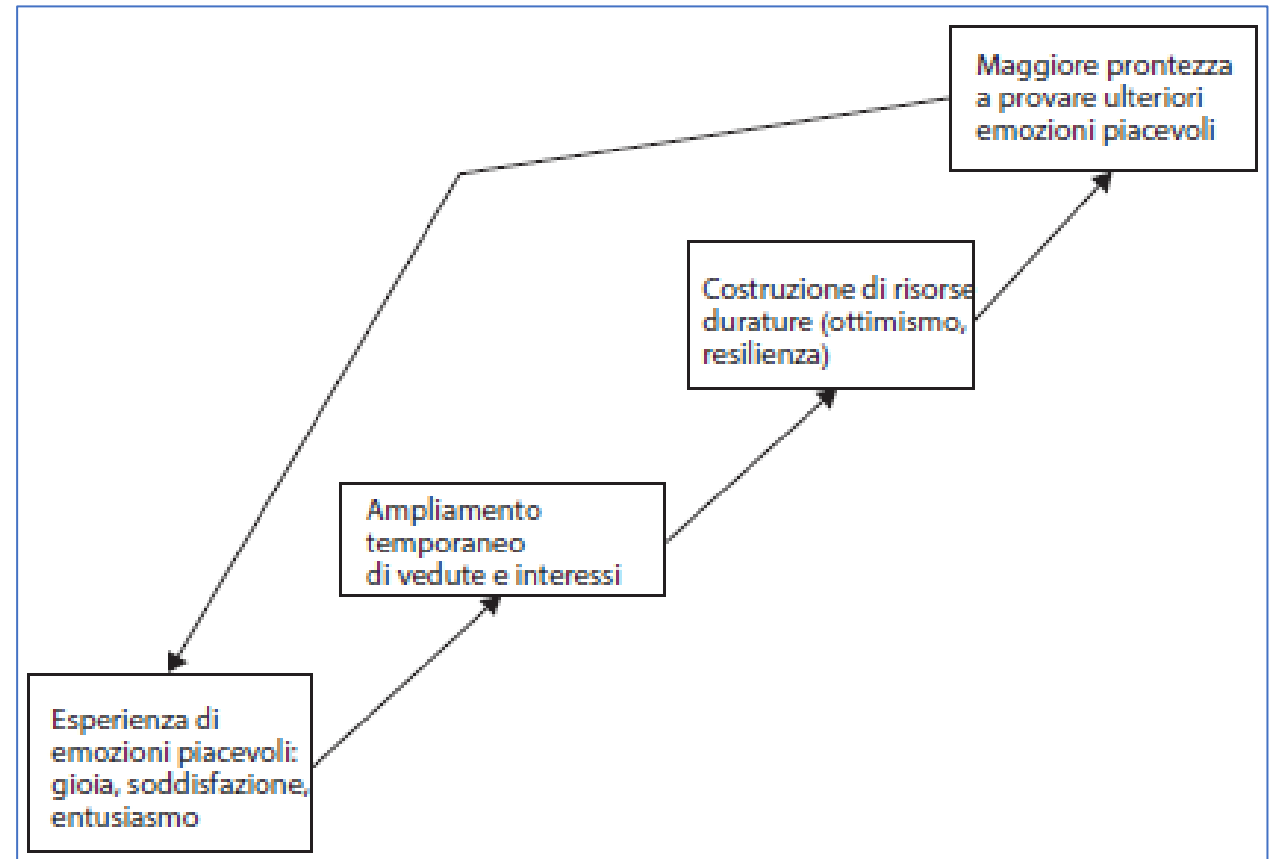 Maggiore prontezza
a provare ulteriori
emozioni piacevoli
Costruzione di risorse
durature (ottimismo,
resilienza)
Ampliamento
temporaneo
di vedute e interessi
Esperienza di
emozioni piacevoli:
gioia, soddisfazione,
entusiasmo